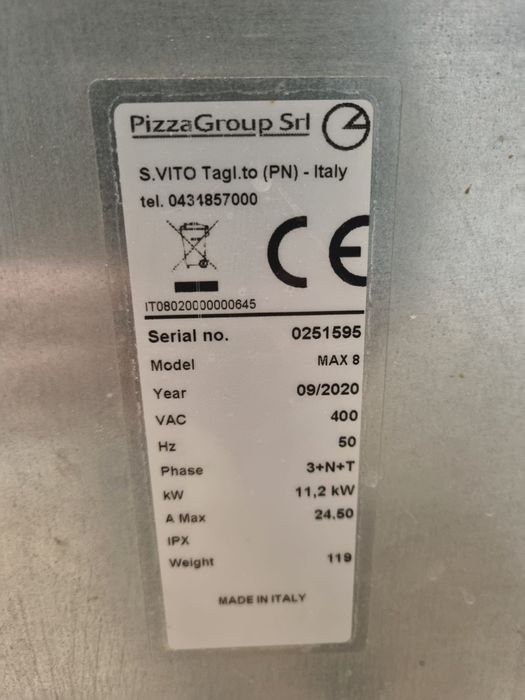 PizzaGroup Srl
S.VITO Tagl.to (PN) - Italy
tel. 0431857000
CE
IT08020000000645
Serial no. 0251595
Model MAX 8
Year 09/2020
VAC 400
Hz 50
Phase 3+N+T
kW 11,2 kW
A Max 24.50
IPX
Weight 119
MADE IN ITALY